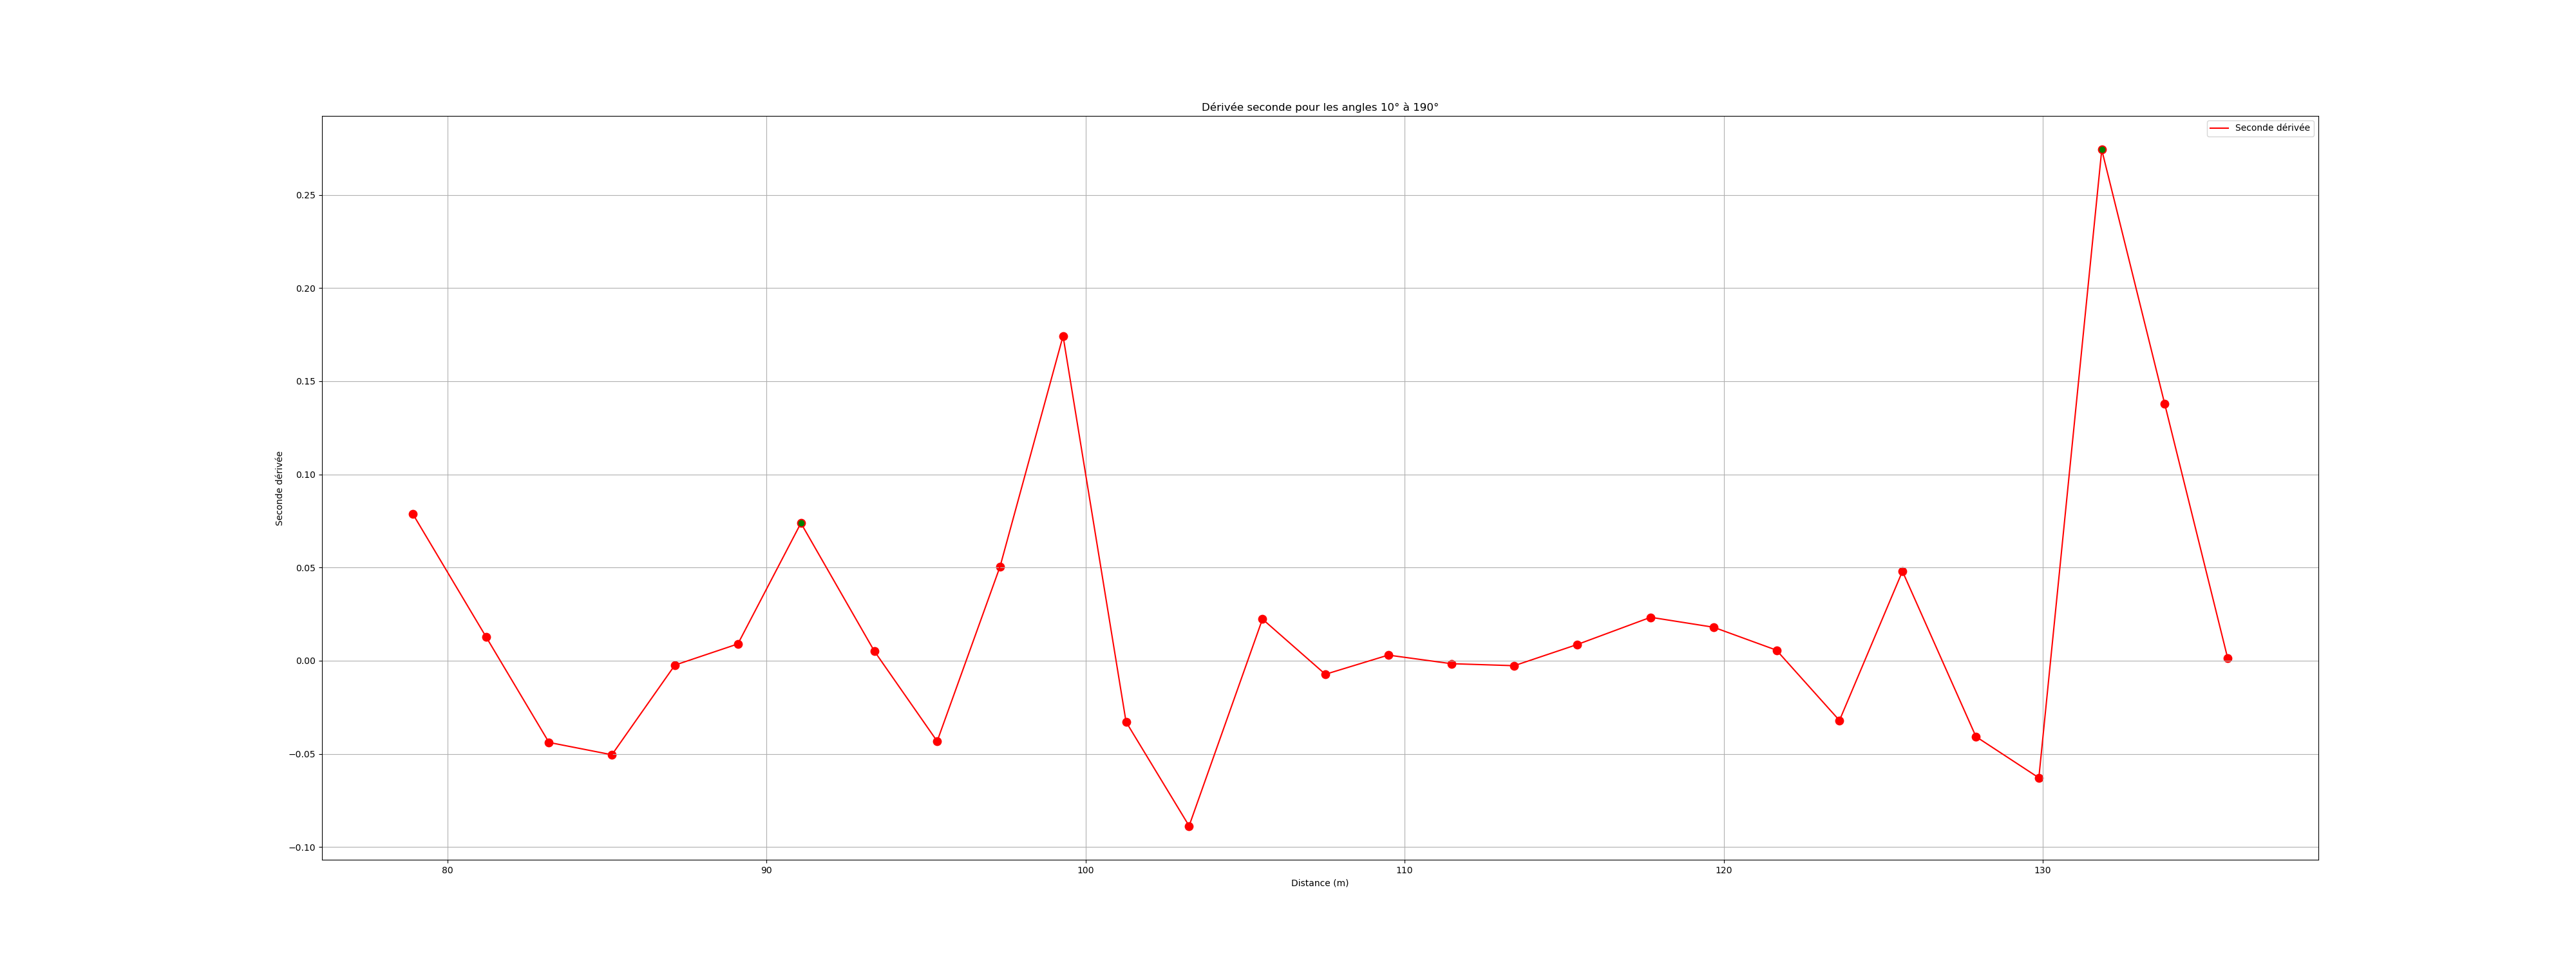 Dérivée seconde pour les angles 10° à 190°
Seconde dérivée
0.25
0.20
0.15
0.10
0.05
0.00
−0.05
−0.10
Seconde dérivée
80 90 100 110 120 130
Distance (m)